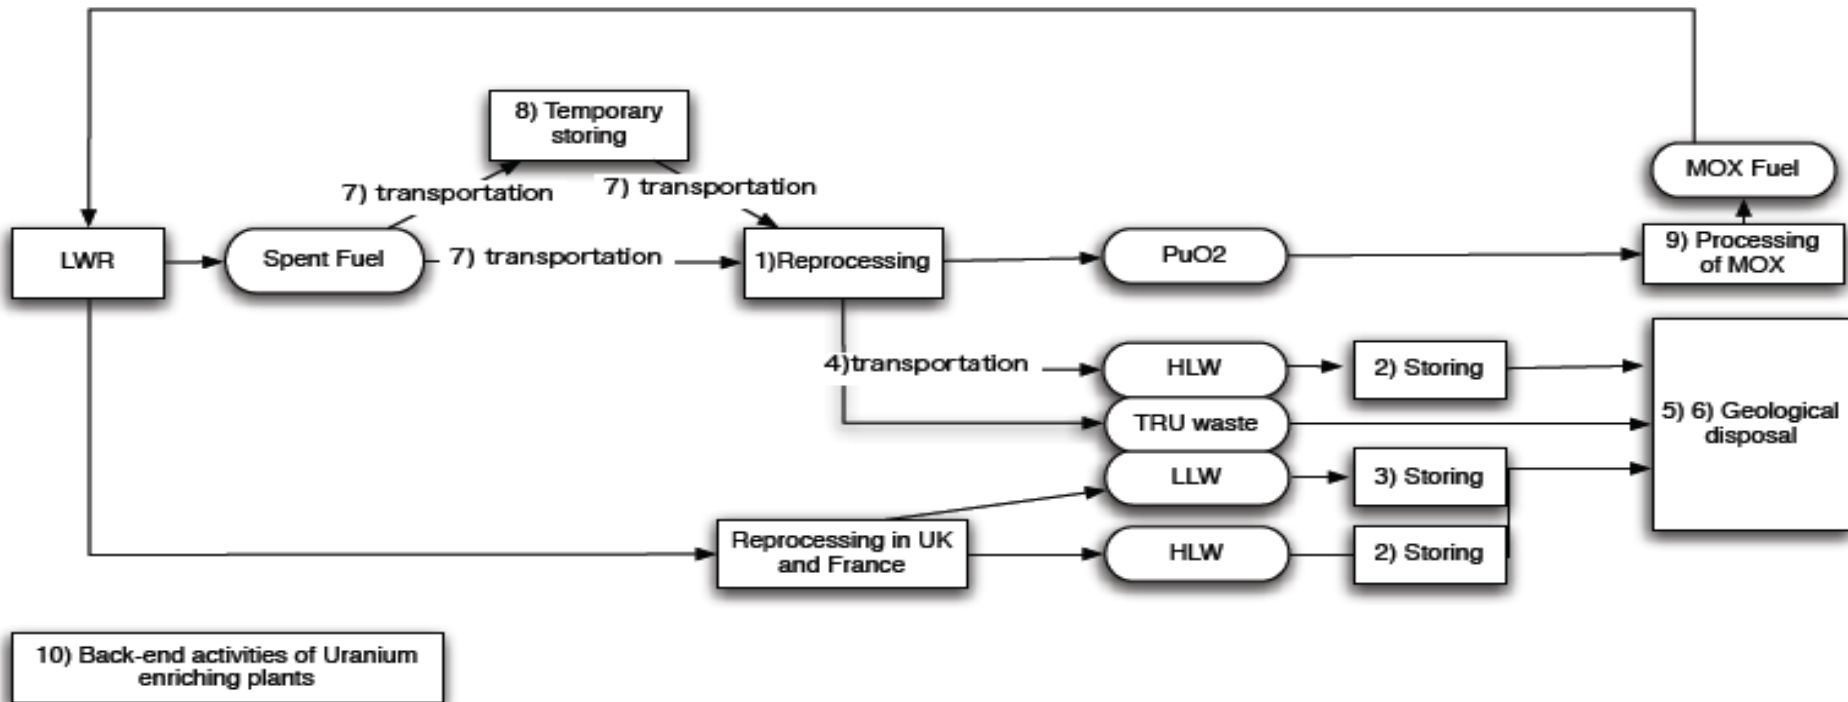 8) Temporary
storing
MOX Fuel
7) transportation
7) transportation
LWR
Spent Fuel
7) transportation
1)Reprocessing
PuO2
9) Processing
of MOX
4)transportation
HLW
2) Storing
TRU waste
5) 6) Geological
disposal
LLW
3) Storing
Reprocessing in UK
and France
HLW
2) Storing
10) Back-end activities of Uranium
enriching plants